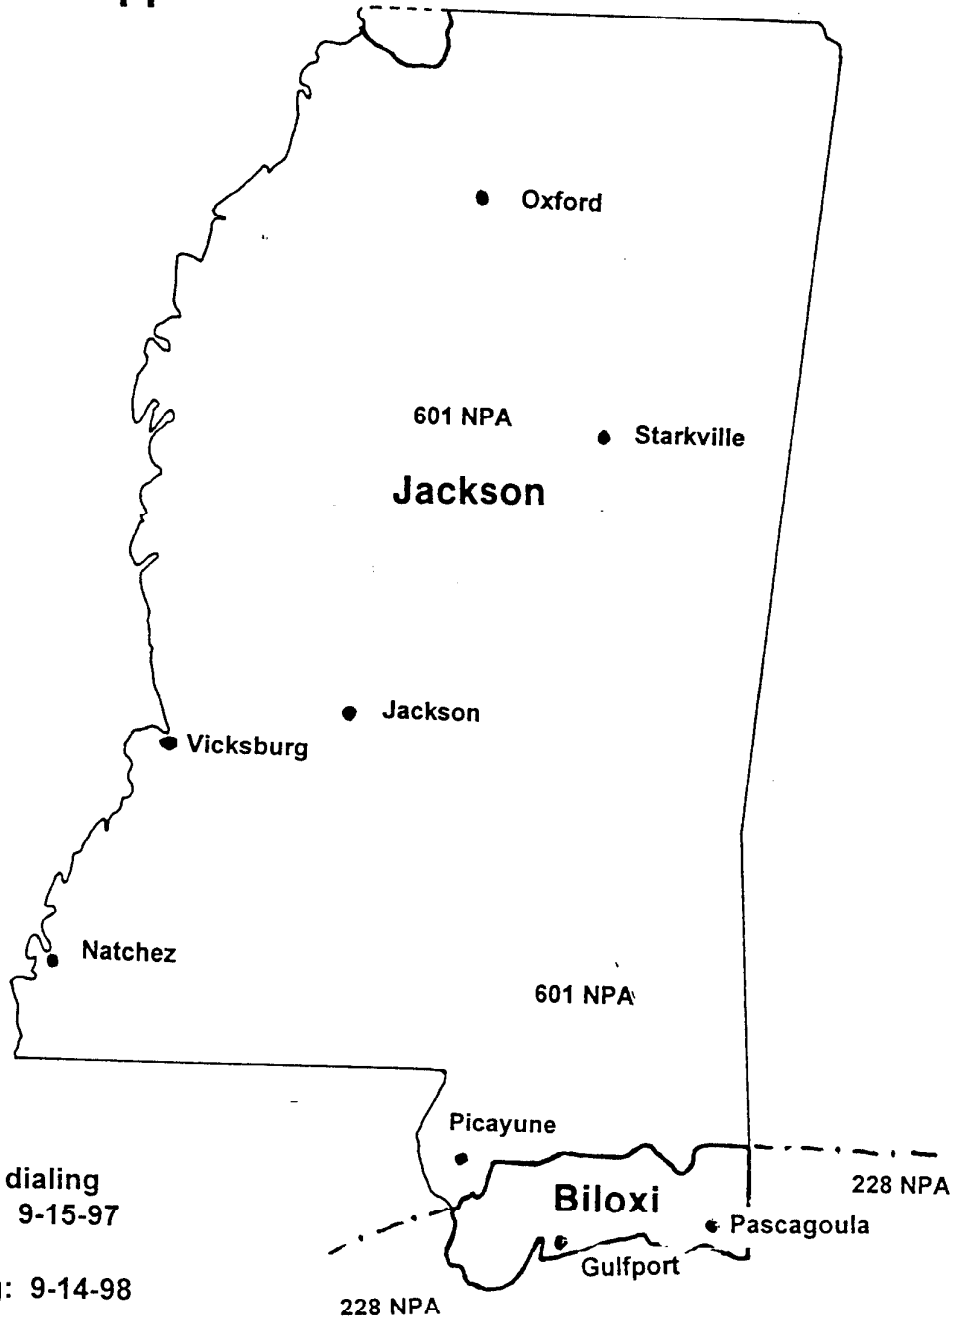 Oxford
601 NPA
Starkville
Jackson
Jackson
Vicksburg
Natchez
601 NPA
Picayune
dialing
9-15-97
228 NPA
Biloxi
Pascagoula
Gulfport
: 9-14-98
228 NPA